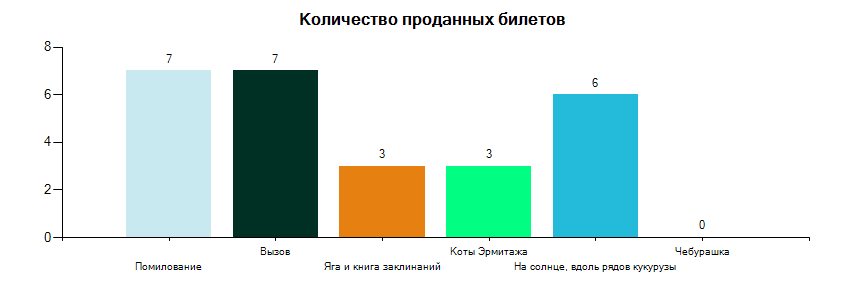 Количество проданных билетов
8
6
4
2
0
7
7
3
3
6
0
Помилование
Вызов
Яга и книга заклинаний
Коты Эрмитажа
На солнце, вдоль рядов кукурузы
Чебурашка